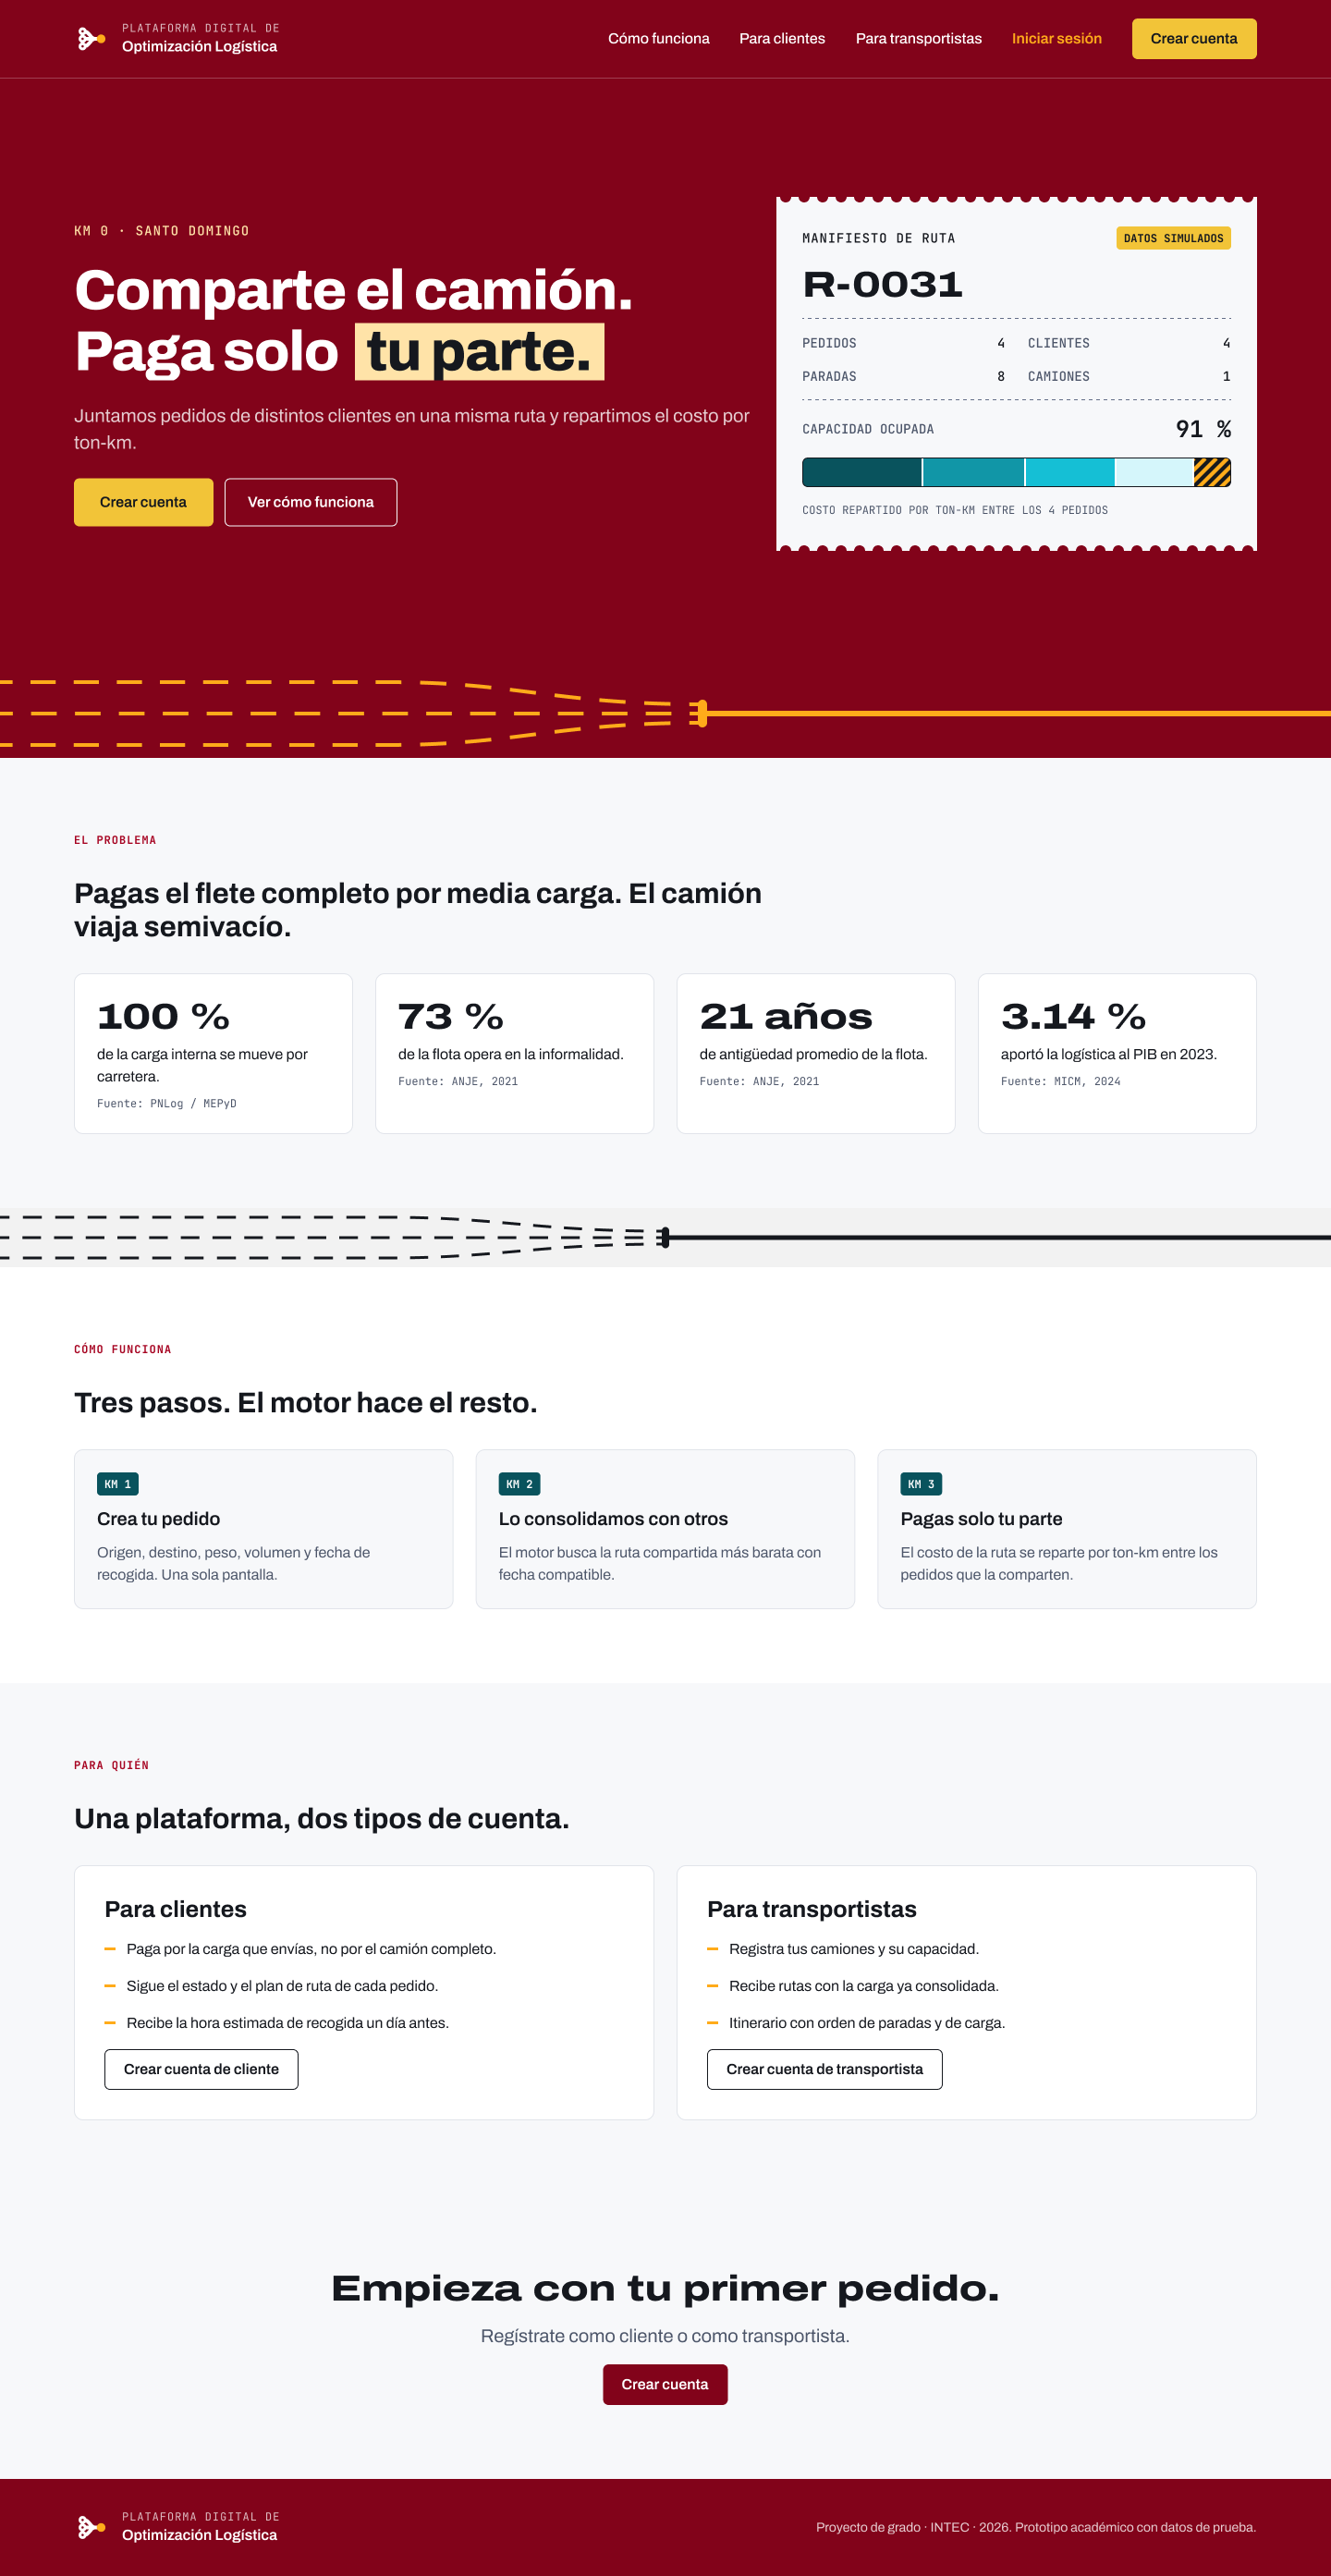 PLATAFORMA DIGITAL DE
Optimización Logística
Cómo funciona
Para clientes
Para transportistas
Iniciar sesión
Crear cuenta
KM 0 · SANTO DOMINGO
Comparte el camión.
Paga solo tu parte.
Juntamos pedidos de distintos clientes en una misma ruta y repartimos el costo por
ton-km.
Crear cuenta
Ver cómo funciona
MANIFIESTO DE RUTA
DATOS SIMULADOS
R-0031
PEDIDOS 4 CLIENTES 4
PARADAS 8 CAMIONES 1
CAPACIDAD OCUPADA 91 %
COSTO REPARTIDO POR TON-KM ENTRE LOS 4 PEDIDOS
EL PROBLEMA
Pagas el flete completo por media carga. El camión
viaja semivacío.
100 %
de la carga interna se mueve por
carretera.
Fuente: PNLog / MEPyD
73 %
de la flota opera en la informalidad.
Fuente: ANJE, 2021
21 años
de antigüedad promedio de la flota.
Fuente: ANJE, 2021
3.14 %
aportó la logística al PIB en 2023.
Fuente: MICM, 2024
CÓMO FUNCIONA
Tres pasos. El motor hace el resto.
KM 1
Crea tu pedido
Origen, destino, peso, volumen y fecha de
recogida. Una sola pantalla.
KM 2
Lo consolidamos con otros
El motor busca la ruta compartida más barata con
fecha compatible.
KM 3
Pagas solo tu parte
El costo de la ruta se reparte por ton-km entre los
pedidos que la comparten.
PARA QUIÉN
Una plataforma, dos tipos de cuenta.
Para clientes
Paga por la carga que envías, no por el camión completo.
Sigue el estado y el plan de ruta de cada pedido.
Recibe la hora estimada de recogida un día antes.
Crear cuenta de cliente
Para transportistas
Registra tus camiones y su capacidad.
Recibe rutas con la carga ya consolidada.
Itinerario con orden de paradas y de carga.
Crear cuenta de transportista
Empieza con tu primer pedido.
Regístrate como cliente o como transportista.
Crear cuenta
PLATAFORMA DIGITAL DE
Optimización Logística
Proyecto de grado · INTEC · 2026. Prototipo académico con datos de prueba.